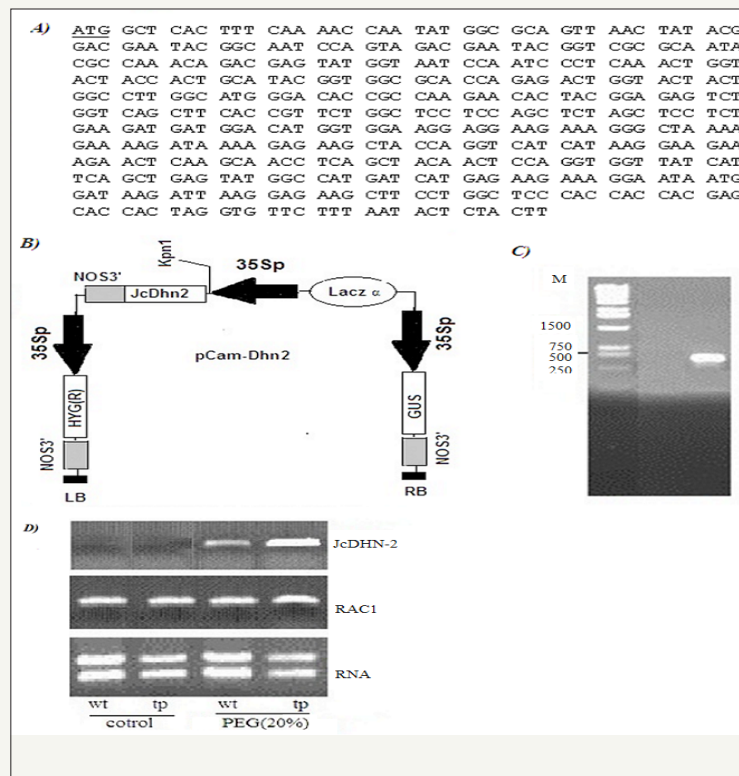 A)
ATG GCT CAC TTT CAA AAC CAA TAT GGC GCA GTT AAC TAT ACG
GAC GAA TAC GGC AAT CCA GTA GAC GAA TAC GGT CGC GCA ATA
CGC CAA ACA GAC GAG TAT GGT AAT CCA ATC CCT CAA ACT GGT
ACT ACC ACT GCA TAC GGT GGC GCA CCA GAG ACT GGT ACT ACT
GGC CTT GGC ATG GGA CAC CGC CAA GAA CAC TAC GGA GAG TCT
GGT CAG CTT CAC CGT TCT GGC TCC TCC AGC TCT AGC TCC TCT
GAA GAT GAT GGA CAT GGT GGA AGG AGG AAG AAA GGG CTA AAA
GAA AAG ATA AAA GAG AAG CTA CCA GGT CAT CAT AAG GAA GAA
AGA ACT CAA GCA ACC TCA GCT ACA ACT CCA GGT GGT TAT CAT
TCA GCT GAG TAT GGC CAT GAT CAT GAG AAG AAA GGA ATA ATG
GAT AAG ATT AAG GAG AAG CTT CCT GGC TCC CAC CAC CAC GAG
CAC CAC TAG GTG TTC TTT AAT ACT CTA CTT
B)
NOS3'
Kpn1
35Sp
JcDhn2
Lacz α
35Sp
35Sp
pCam-Dhn2
HYG(R)
GUS
NOS3'
NOS3'
LB
RB
C)
M
1500
750
500
250
D)
JcDHN-2
RAC1
RNA
wt tp wt tp
cotrol PEG(20%)